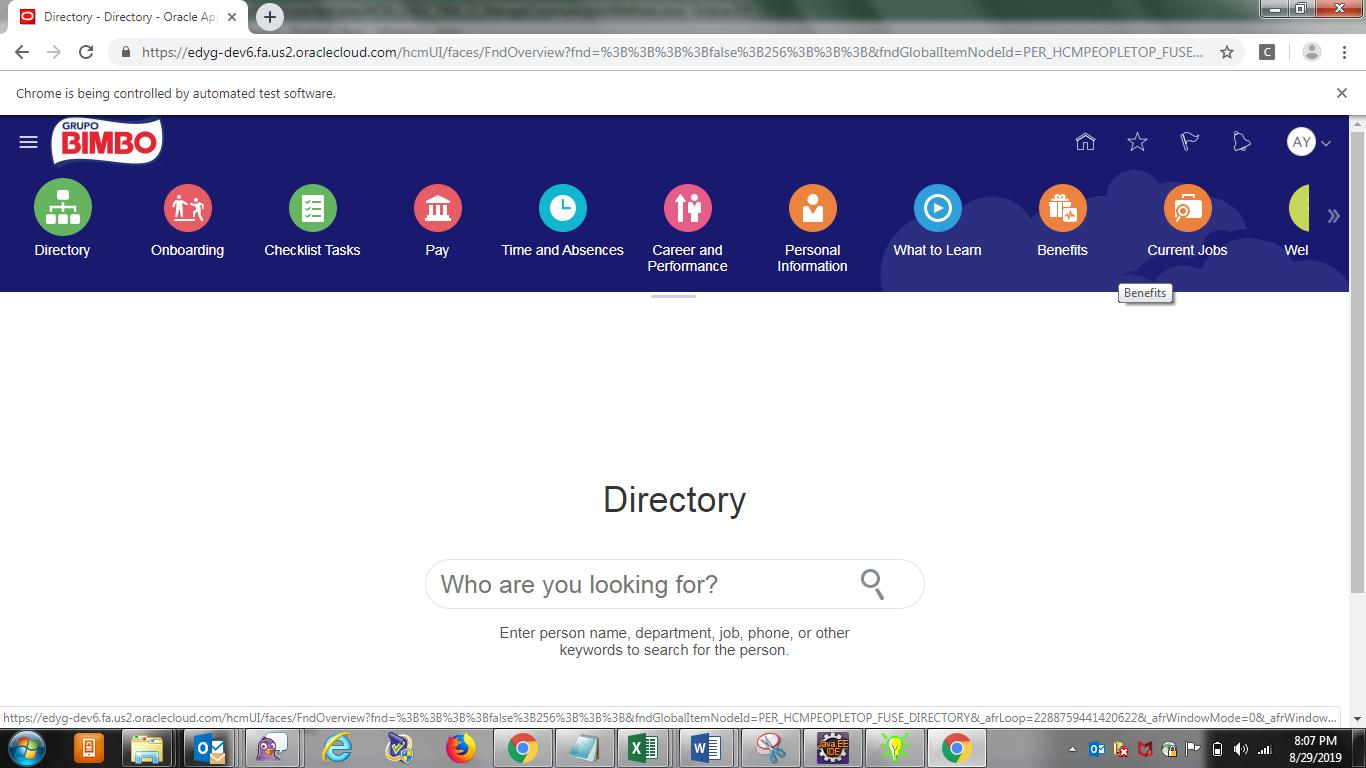 Directory - Directory - Oracle Ap
https://edyg-dev6.fa.us2.oraclecloud.com/hcmUI/faces/FndOverview?fnd=%3B%3B%3B%3Bfalse%3B256%3B%3B%3B&fndGlobalItemNodeId=PER_HCMPEOPLETOP_FUSE...
C
Chrome is being controlled by automated test software.
GRUPO
BIMBO
AY
Directory
Onboarding
Checklist Tasks
Pay
Time and Absences
Career and
Performance
Personal
Information
What to Learn
Benefits
Current Jobs
Wel
Benefits
Directory
Who are you looking for?
Enter person name, department, job, phone, or other
keywords to search for the person.
https://edyg-dev6.fa.us2.oraclecloud.com/hcmUI/faces/FndOverview?fnd=%3B%3B%3B%3Bfalse%3B256%3B%3B%3B&fndGlobalItemNodeId=PER_HCMPEOPLETOP_FUSE_DIRECTORY&_afrLoop=2288759441420622&_afrWindowMode=0&_afrWindow...
Java EE
IDE
8:07 PM
8/29/2019